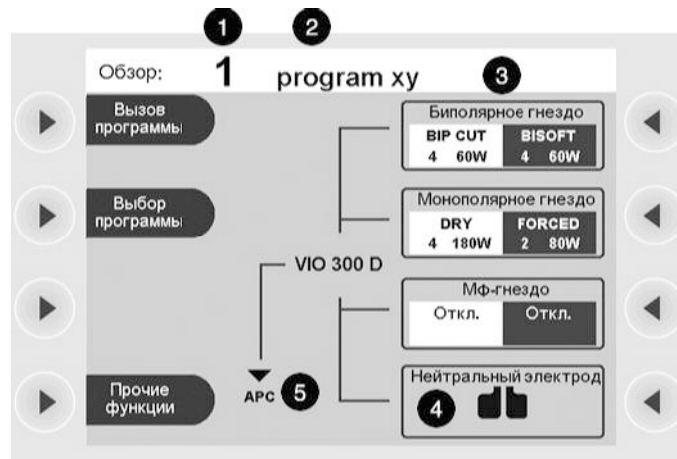 1 2
Обзор: 1 program xy 3
Вызов
программы
Биполярное гнездо
BIP CUT BISOFT
4 60W 4 60W
Выбор
программы
Монополярное гнездо
DRY FORCED
4 180W 2 80W
VIO 300 D
Мф-гнездо
Откл. Откл.
Прочие
функции
APC 5
Нейтральный электрод
4